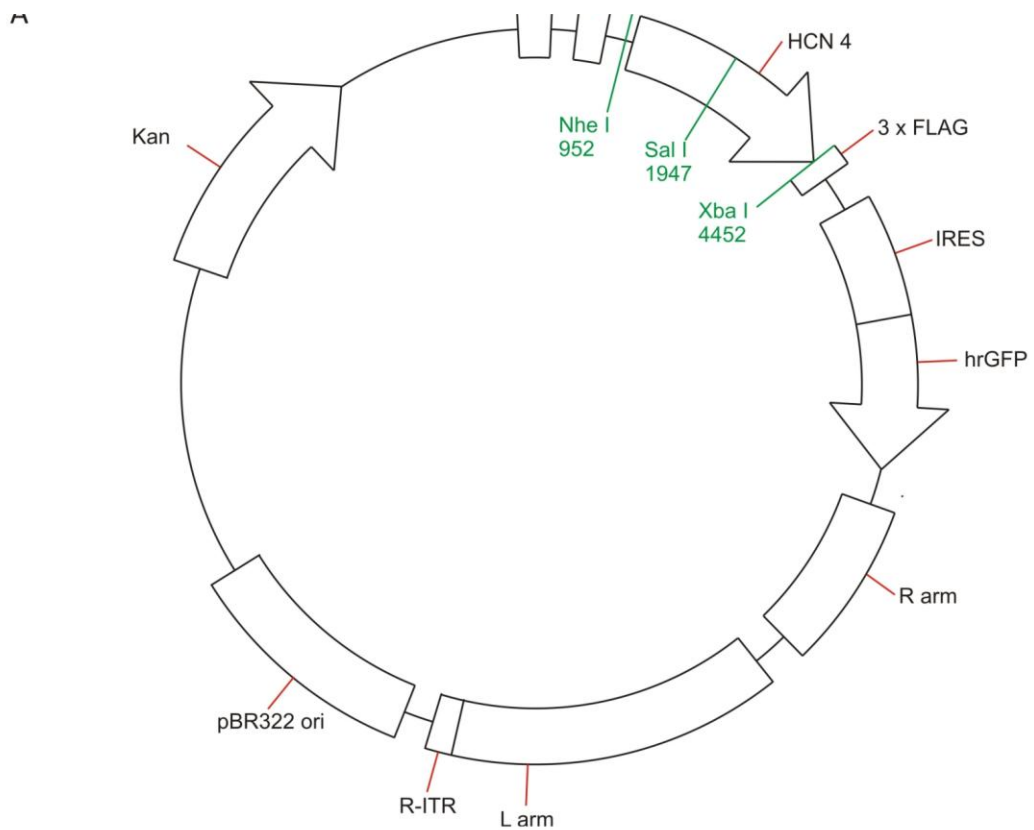 A
HCN 4
Kan
3 x FLAG
Nhe I
952
Sal I
1947
Xba I
4452
IRES
hrGFP
R arm
pBR322 ori
R-ITR
L arm